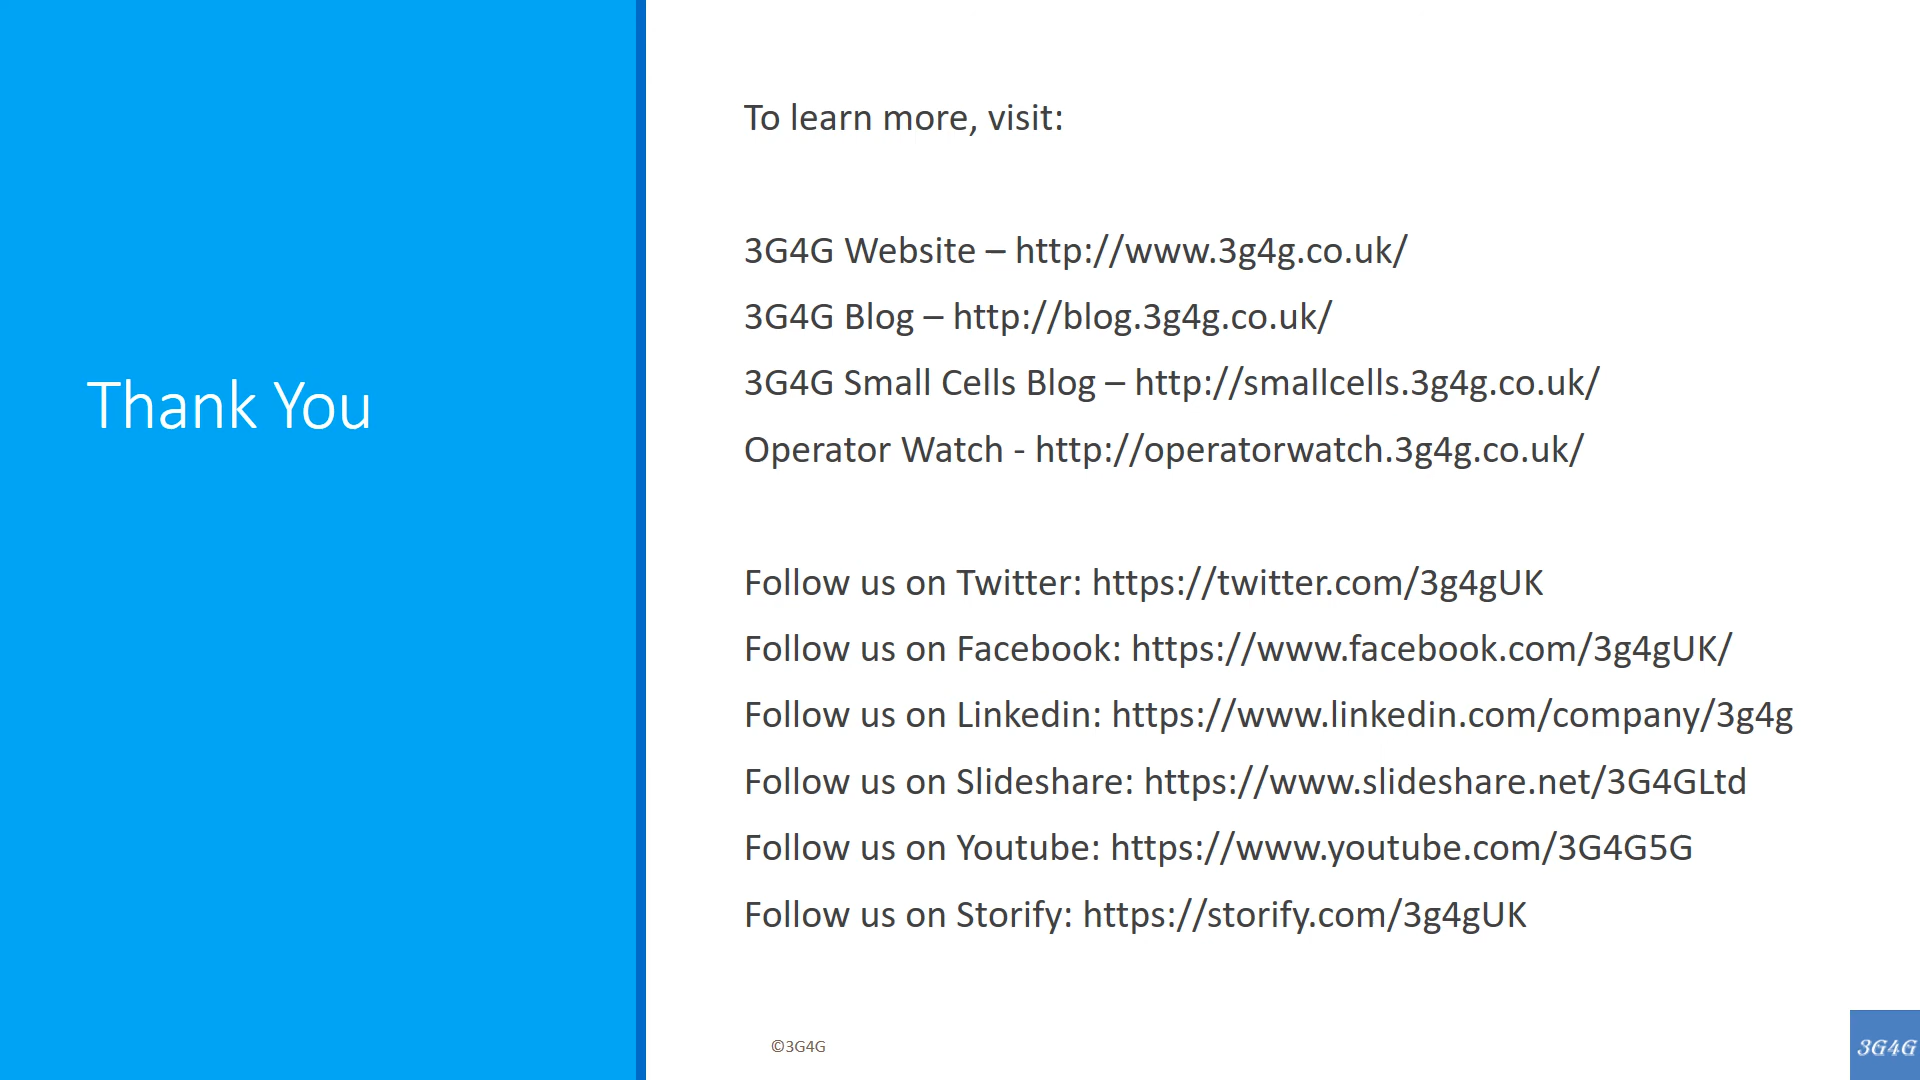 Thank You
To learn more, visit:
3G4G Website – http://www.3g4g.co.uk/
3G4G Blog – http://blog.3g4g.co.uk/
3G4G Small Cells Blog – http://smallcells.3g4g.co.uk/
Operator Watch - http://operatorwatch.3g4g.co.uk/
Follow us on Twitter: https://twitter.com/3g4gUK
Follow us on Facebook: https://www.facebook.com/3g4gUK/
Follow us on Linkedin: https://www.linkedin.com/company/3g4g
Follow us on Slideshare: https://www.slideshare.net/3G4GLtd
Follow us on Youtube: https://www.youtube.com/3G4G5G
Follow us on Storify: https://storify.com/3g4gUK
©3G4G
3G4G